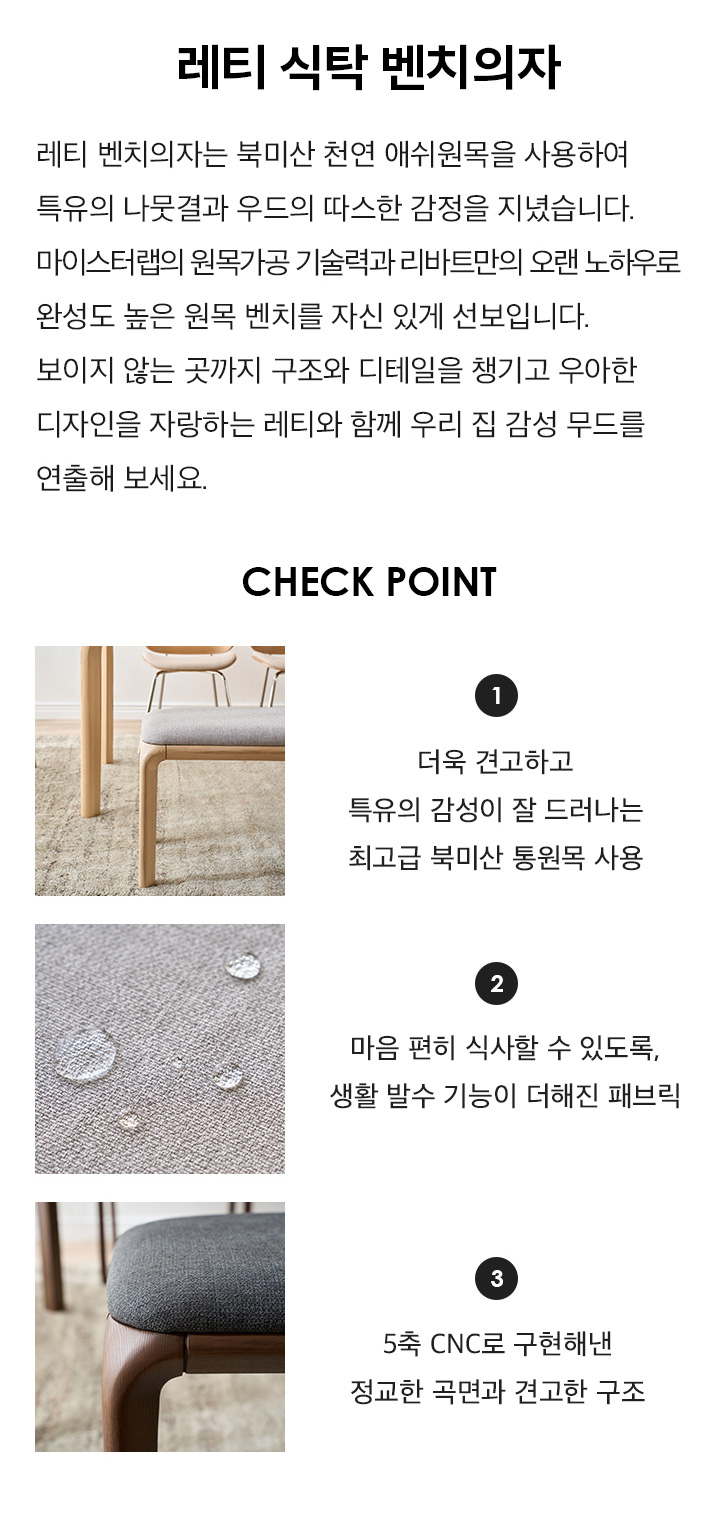 레티 식탁 벤치의자
레티 벤치의자는 북미산 천연 애쉬원목을 사용하여
특유의 나뭇결과 우드의 따스한 감정을 지녔습니다.
마이스터랩의 원목가공 기술력과 리바트만의 오랜 노하우로
완성도 높은 원목 벤치를 자신 있게 선보입니다.
보이지 않는 곳까지 구조와 디테일을 챙기고 우아한
디자인을 자랑하는 레티와 함께 우리 집 감성 무드를
연출해 보세요.
CHECK POINT
1
더욱 견고하고
특유의 감성이 잘 드러나는
최고급 북미산 통원목 사용
2
마음 편히 식사할 수 있도록,
생활 발수 기능이 더해진 패브릭
3
5축 CNC로 구현해낸
정교한 곡면과 견고한 구조